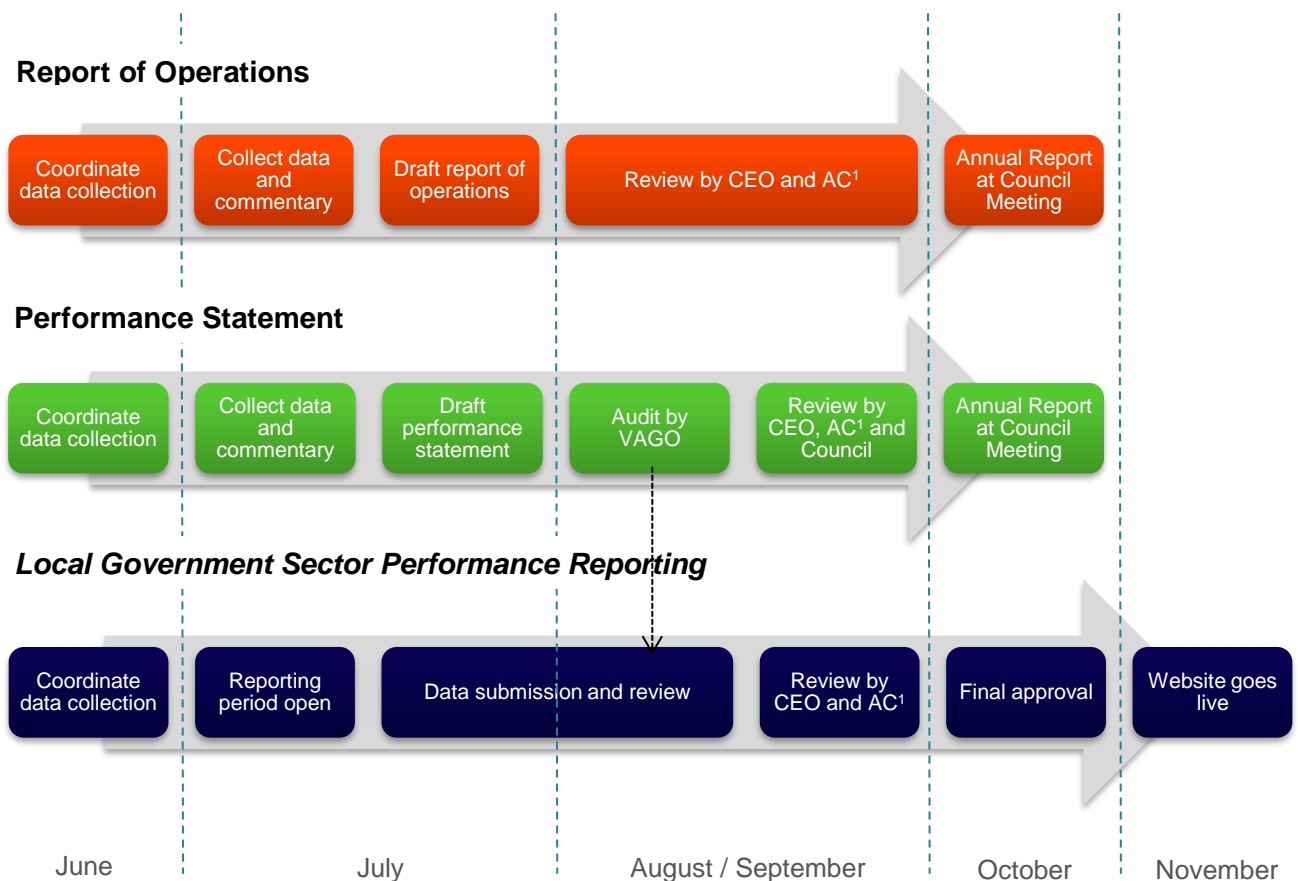 Report of Operations
Coordinate
data collection
Collect data
and
commentary
Draft report of
operations
Review by CEO and AC¹
Annual Report
at Council
Meeting
Performance Statement
Coordinate
data collection
Collect data
and
commentary
Draft
performance
statement
Audit by
VAGO
Review by
CEO, AC¹ and
Council
Annual Report
at Council
Meeting
Local Government Sector Performance Reporting
Coordinate
data collection
Reporting
period open
Data submission and review
Review by
CEO and AC¹
Final approval
Website goes
live
June
July
August / September
October
November